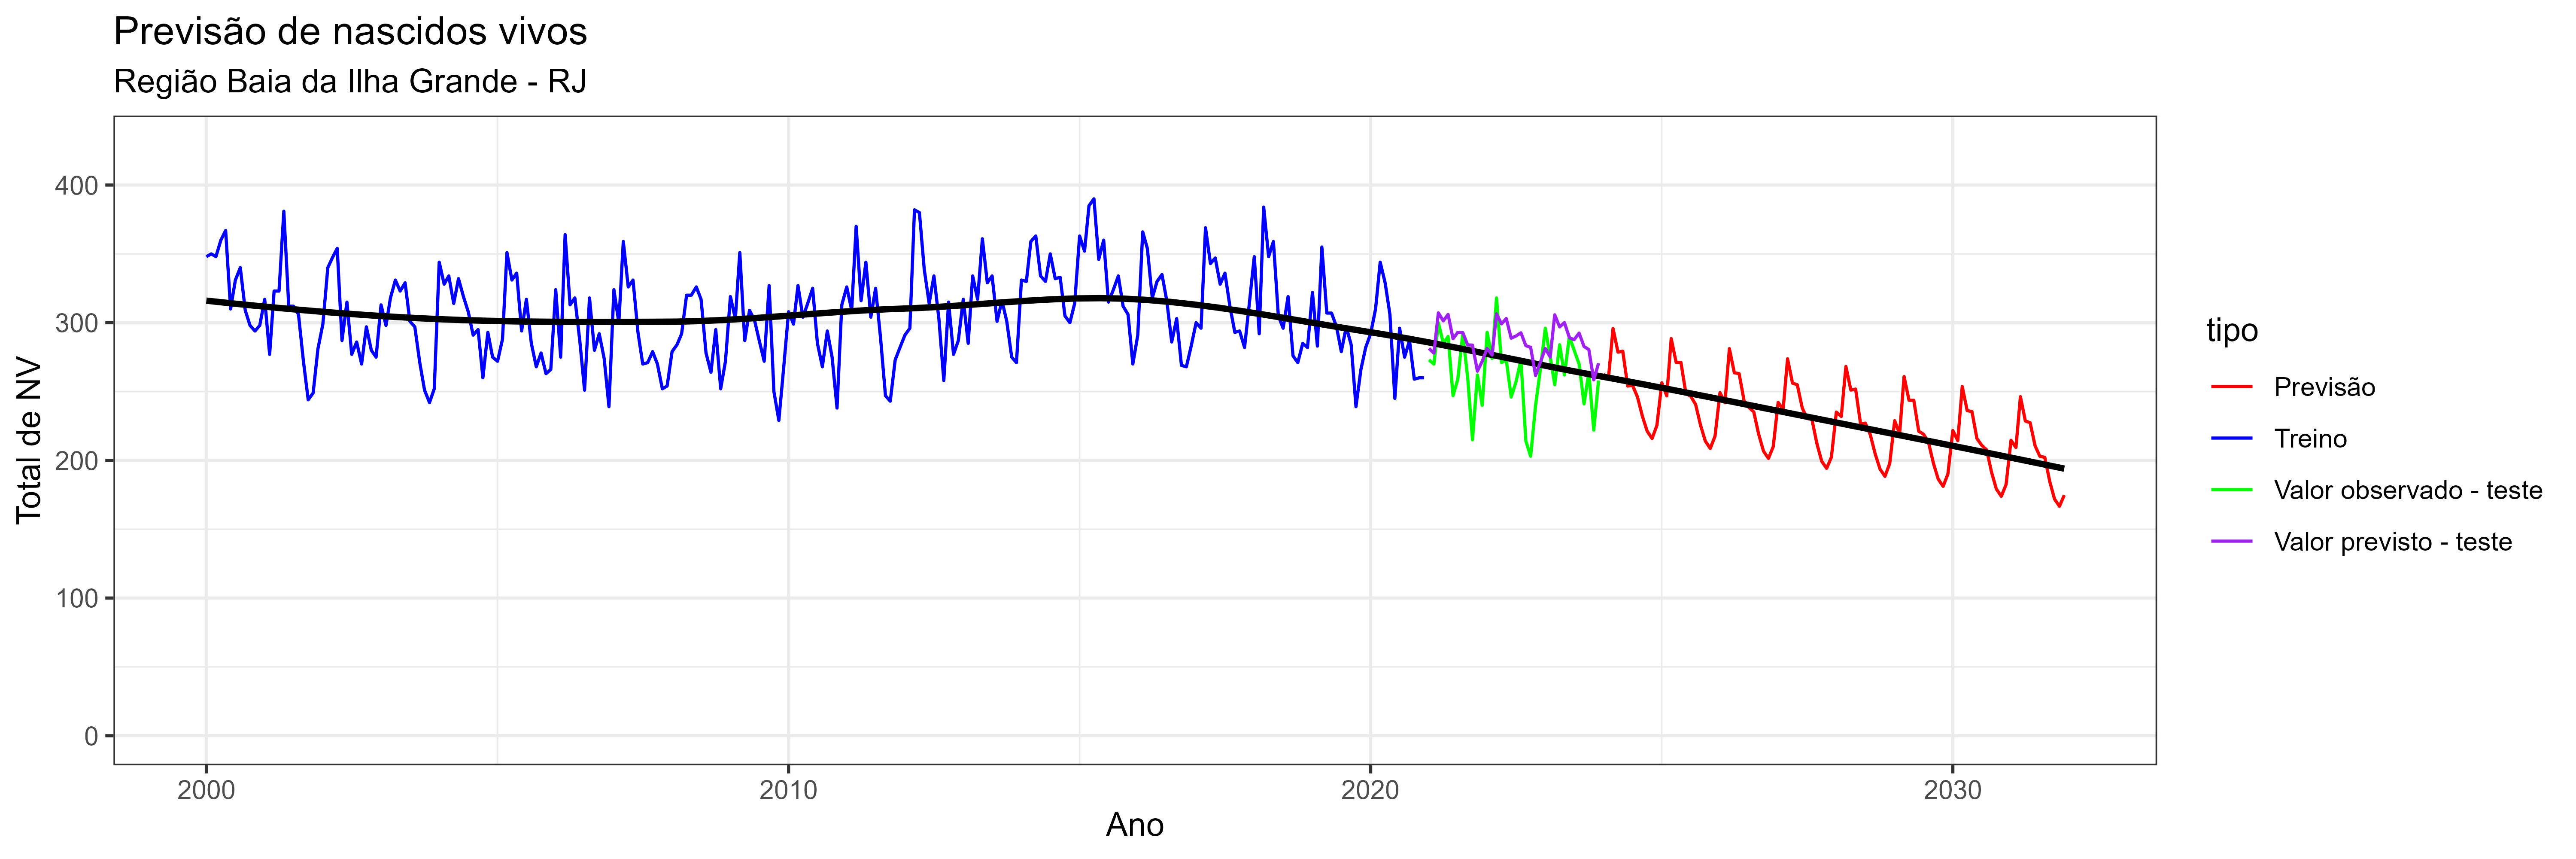 Previsão de nascidos vivos
Região Baia da Ilha Grande - RJ
400
300
200
100
0
Total de NV
2000
2010
2020
2030
Ano
tipo
Previsão
Treino
Valor observado - teste
Valor previsto - teste